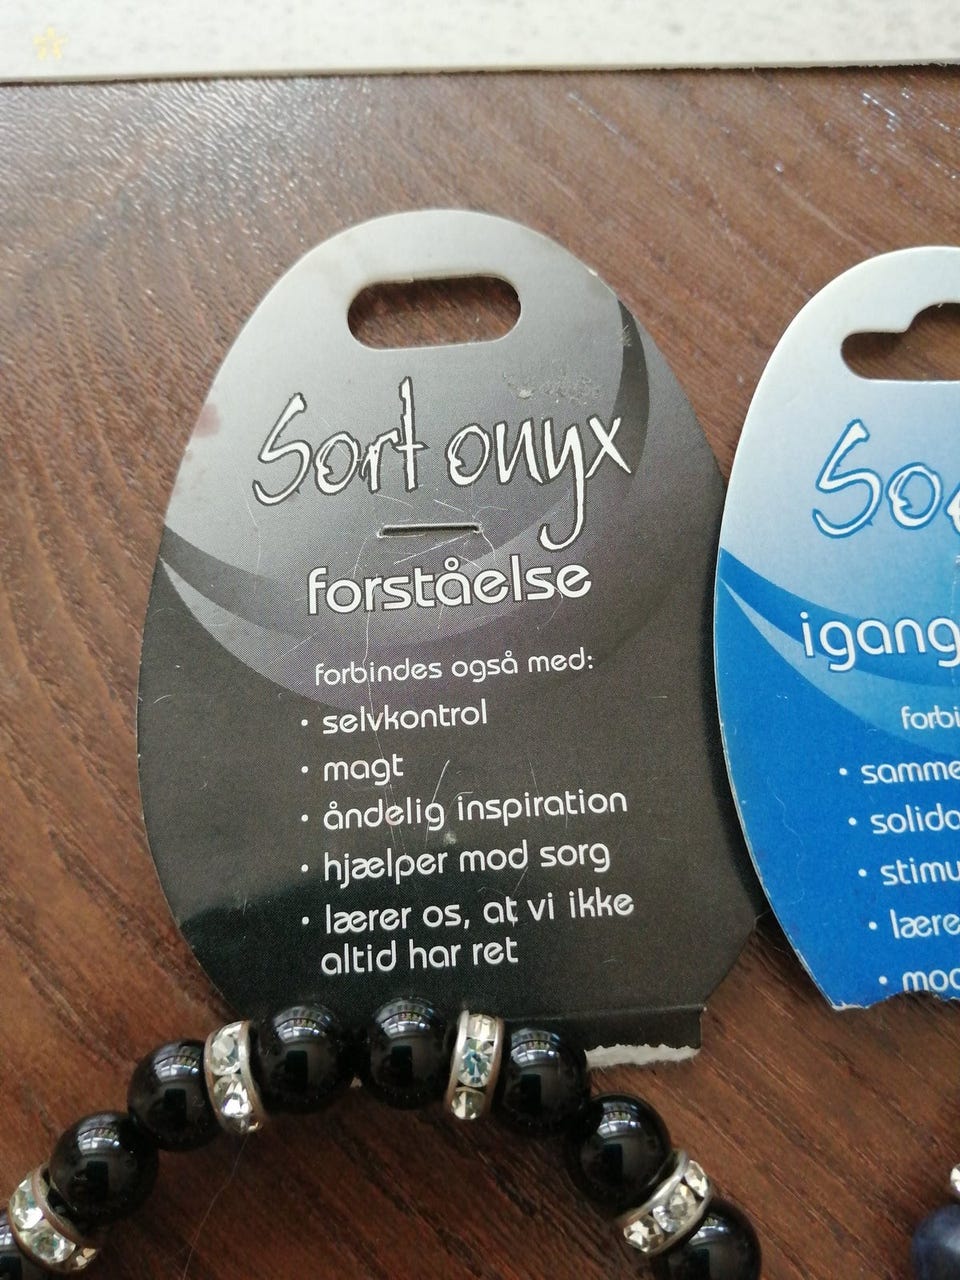 Sort onyx
forståelse
forbindes også med:
· selvkontrol
· magt
· åndelig inspiration
· hjælper mod sorg
· lærer os, at vi ikke
altid har ret
igang
forbi
· samme
· solida
· stimu
· lære